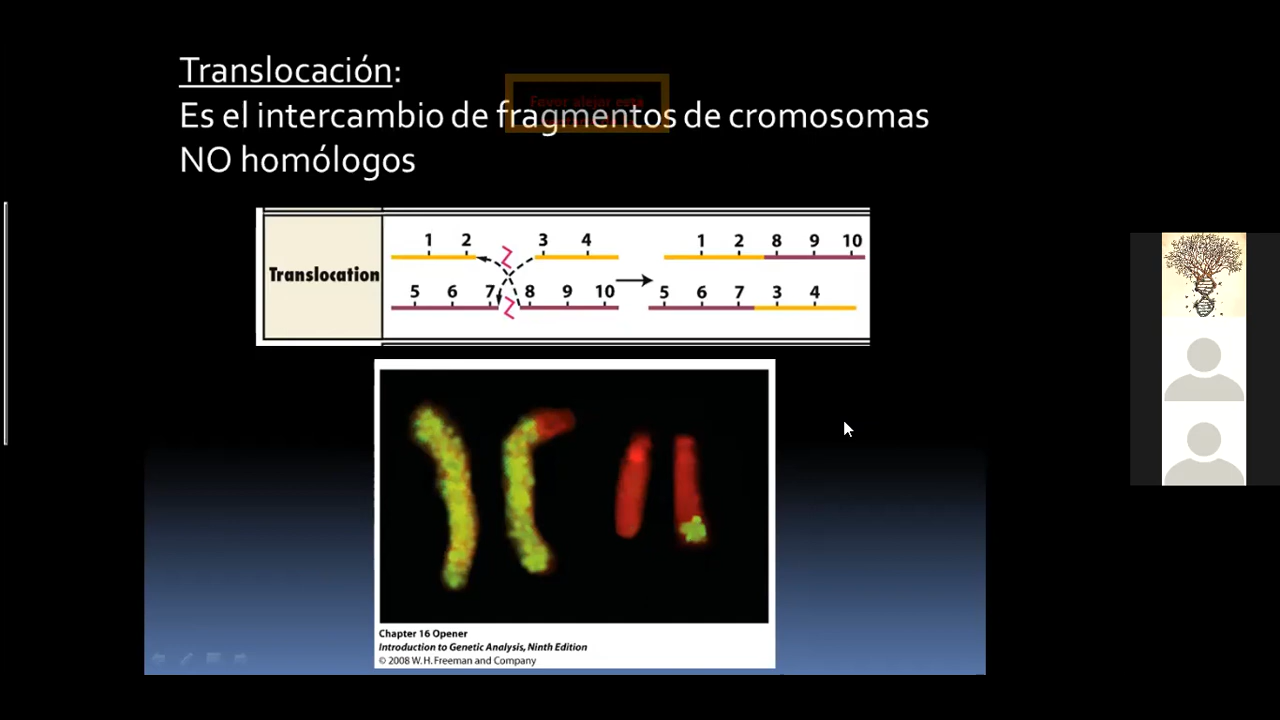 Translocación:
Es el intercambio de fragmentos de cromosomas
NO homólogos
Translocation
1 2 3 4 1 2 8 9 10
5 6 7 8 9 10 5 6 7 3 4
Chapter 16 Opener
Introduction to Genetic Analysis, Ninth Edition
© 2008 W. H. Freeman and Company